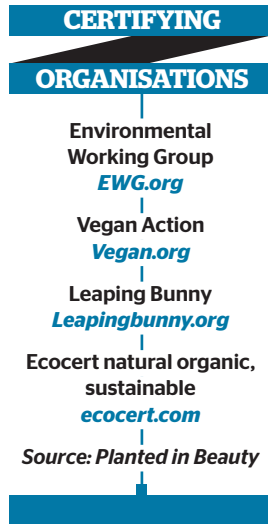 CERTIFYING
ORGANISATIONS
Environmental
Working Group
EWG.org
Vegan Action
Vegan.org
Leaping Bunny
Leapingbunny.org
Ecocert natural organic,
sustainable
ecocert.com
Source: Planted in Beauty